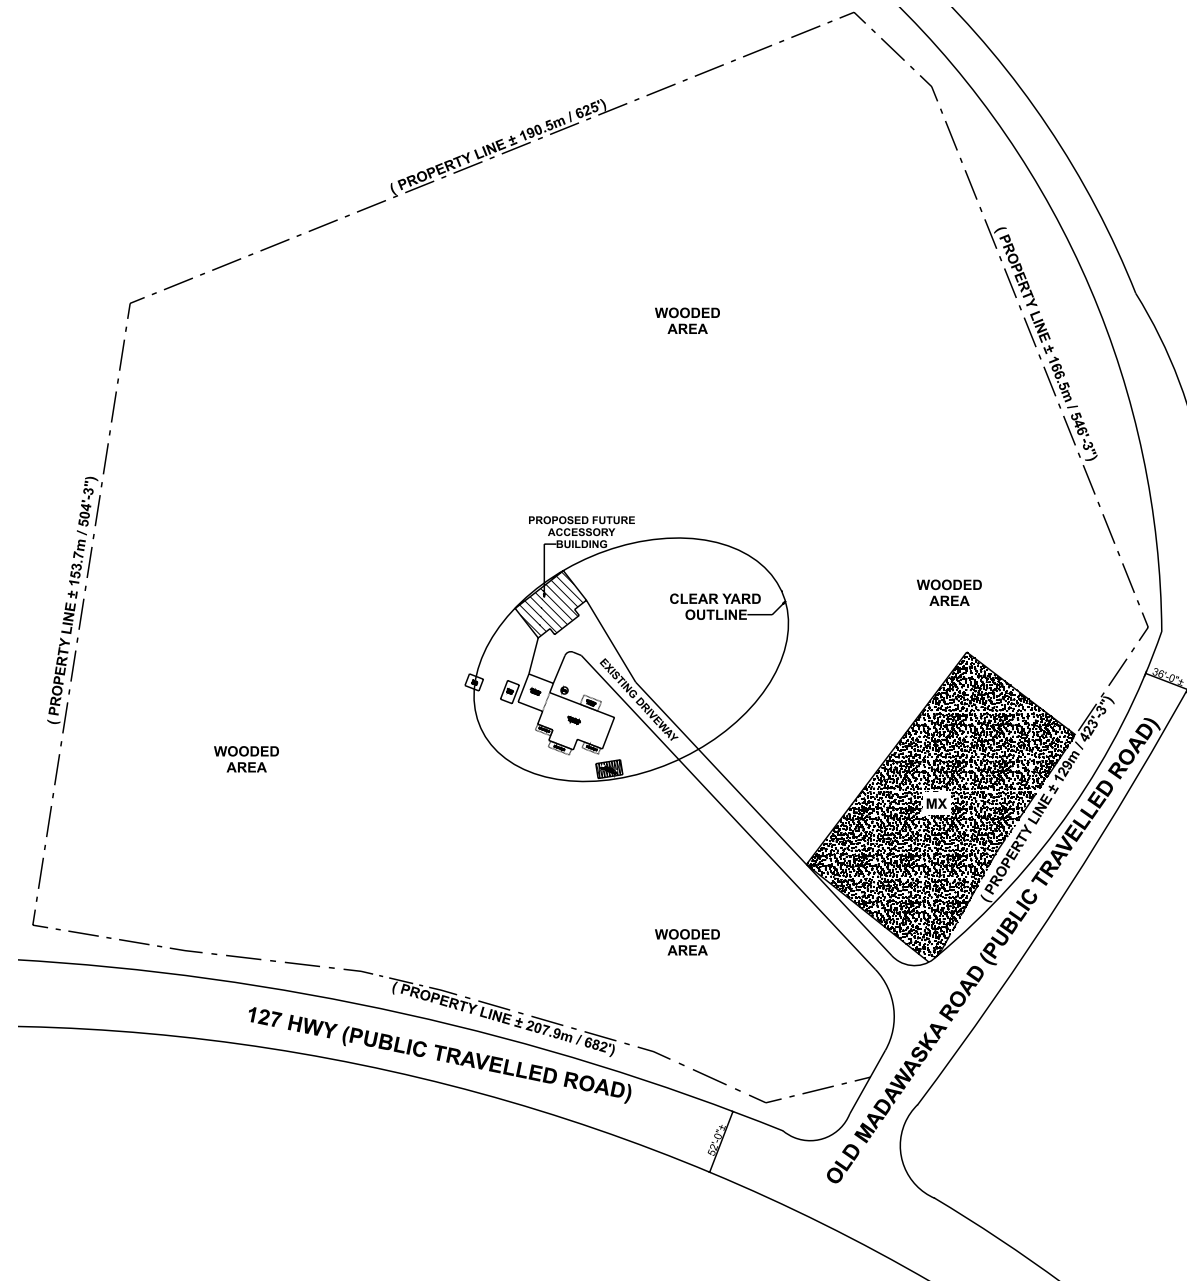 ( PROPERTY LINE ± 190.5m / 625')
( PROPERTY LINE ± 166.5m / 546'-3")
WOODED
AREA
( PROPERTY LINE ± 153.7m / 504'-3")
PROPOSED FUTURE
ACCESSORY
BUILDING
CLEAR YARD
OUTLINE
WOODED
AREA
EXISTING DRIVEWAY
36'-0"±
WOODED
AREA
MX
( PROPERTY LINE ± 129m / 423'-3")
OLD MADAWASKA ROAD (PUBLIC TRAVELLED ROAD)
WOODED
AREA
( PROPERTY LINE ± 207.9m / 682')
127 HWY (PUBLIC TRAVELLED ROAD)
52'-0"±